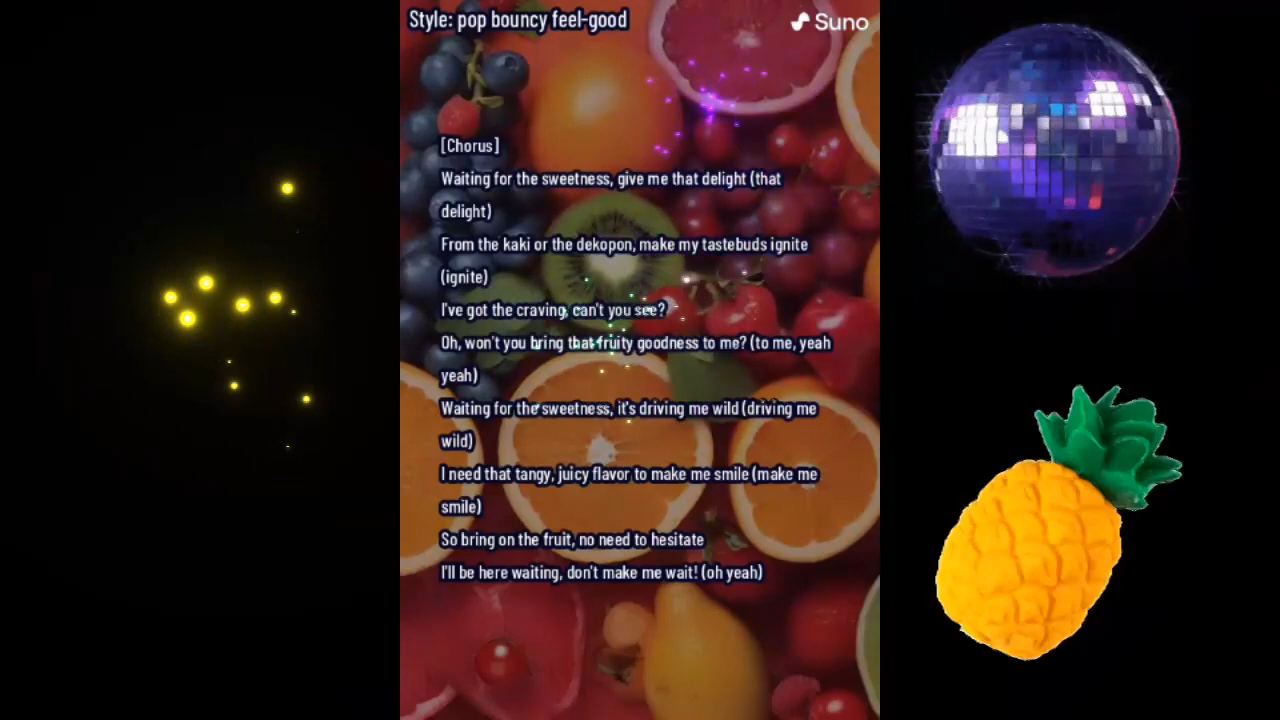 Style: pop bouncy feel-good
Suno
[Chorus]
Waiting for the sweetness, give me that delight (that
delight)
From the kaki or the dekopon, make my tastebuds ignite
(ignite)
I've got the craving, can't you see?
Oh, won't you bring that fruity goodness to me? (to me, yeah
yeah)
Waiting for the sweetness, it's driving me wild (driving me
wild)
I need that tangy, juicy flavor to make me smile (make me
smile)
So bring on the fruit, no need to hesitate
I'll be here waiting, don't make me wait! (oh yeah)